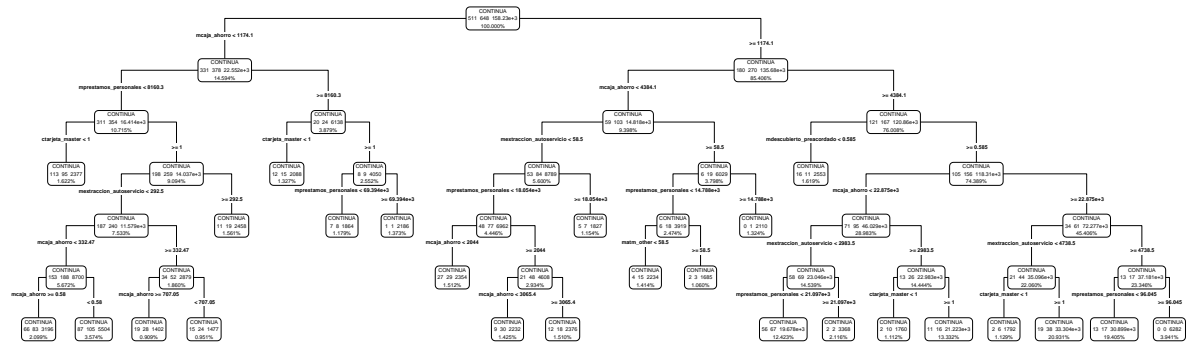 CONTINUA
511 648 158.23e+3
100.000%
mcaja_ahorro < 1174.1
>= 1174.1
CONTINUA
331 378 22.552e+3
14.594%
CONTINUA
180 270 135.68e+3
85.406%
mprestamos_personales < 8160.3
>= 8160.3
mcaja_ahorro < 4384.1
>= 4384.1
CONTINUA
311 354 16.414e+3
10.715%
CONTINUA
20 24 6138
3.879%
CONTINUA
59 103 14.818e+3
9.398%
CONTINUA
121 167 120.86e+3
76.008%
ctarjeta_master < 1
>= 1
ctarjeta_master < 1
>= 1
mextraccion_autoservicio < 58.5
>= 58.5
mdescubierto_preacordado < 0.585
>= 0.585
CONTINUA
113 95 2377
1.622%
CONTINUA
198 259 14.037e+3
9.094%
CONTINUA
12 15 2088
1.327%
CONTINUA
8 9 4050
2.552%
CONTINUA
53 84 8789
5.600%
CONTINUA
6 19 6029
3.798%
CONTINUA
16 11 2553
1.619%
CONTINUA
105 156 118.31e+3
74.389%
mextraccion_autoservicio < 292.5
>= 292.5
mprestamos_personales < 69.394e+3
>= 69.394e+3
mprestamos_personales < 18.054e+3
>= 18.054e+3
mprestamos_personales < 14.788e+3
>= 14.788e+3
mcaja_ahorro < 22.875e+3
>= 22.875e+3
CONTINUA
187 240 11.579e+3
7.533%
CONTINUA
11 19 2458
1.561%
CONTINUA
7 8 1864
1.179%
CONTINUA
1 1 2186
1.373%
CONTINUA
48 77 6962
4.446%
CONTINUA
5 7 1827
1.154%
CONTINUA
6 18 3919
2.474%
CONTINUA
0 1 2110
1.324%
CONTINUA
71 95 46.029e+3
28.983%
CONTINUA
34 61 72.277e+3
45.406%
mcaja_ahorro < 332.47
>= 332.47
mcaja_ahorro < 2044
>= 2044
matm_other < 58.5
>= 58.5
mextraccion_autoservicio < 2983.5
>= 2983.5
mextraccion_autoservicio < 4738.5
>= 4738.5
CONTINUA
153 188 8700
5.672%
CONTINUA
34 52 2879
1.860%
CONTINUA
27 29 2354
1.512%
CONTINUA
21 48 4608
2.934%
CONTINUA
4 15 2234
1.414%
CONTINUA
2 3 1685
1.060%
CONTINUA
58 69 23.046e+3
14.539%
CONTINUA
13 26 22.983e+3
14.444%
CONTINUA
21 44 35.096e+3
22.060%
CONTINUA
13 17 37.181e+3
23.346%
mcaja_ahorro >= 0.58
< 0.58
mcaja_ahorro >= 707.05
< 707.05
mcaja_ahorro < 3065.4
>= 3065.4
mprestamos_personales < 21.097e+3
>= 21.097e+3
ctarjeta_master < 1
>= 1
ctarjeta_master < 1
>= 1
mprestamos_personales < 96.045
>= 96.045
CONTINUA
66 83 3196
2.099%
CONTINUA
87 105 5504
3.574%
CONTINUA
19 28 1402
0.909%
CONTINUA
15 24 1477
0.951%
CONTINUA
9 30 2232
1.425%
CONTINUA
12 18 2376
1.510%
CONTINUA
56 67 19.678e+3
12.423%
CONTINUA
2 2 3368
2.116%
CONTINUA
2 10 1760
1.112%
CONTINUA
11 16 21.223e+3
13.332%
CONTINUA
2 6 1792
1.129%
CONTINUA
19 38 33.304e+3
20.931%
CONTINUA
13 17 30.899e+3
19.405%
CONTINUA
0 0 6282
3.941%